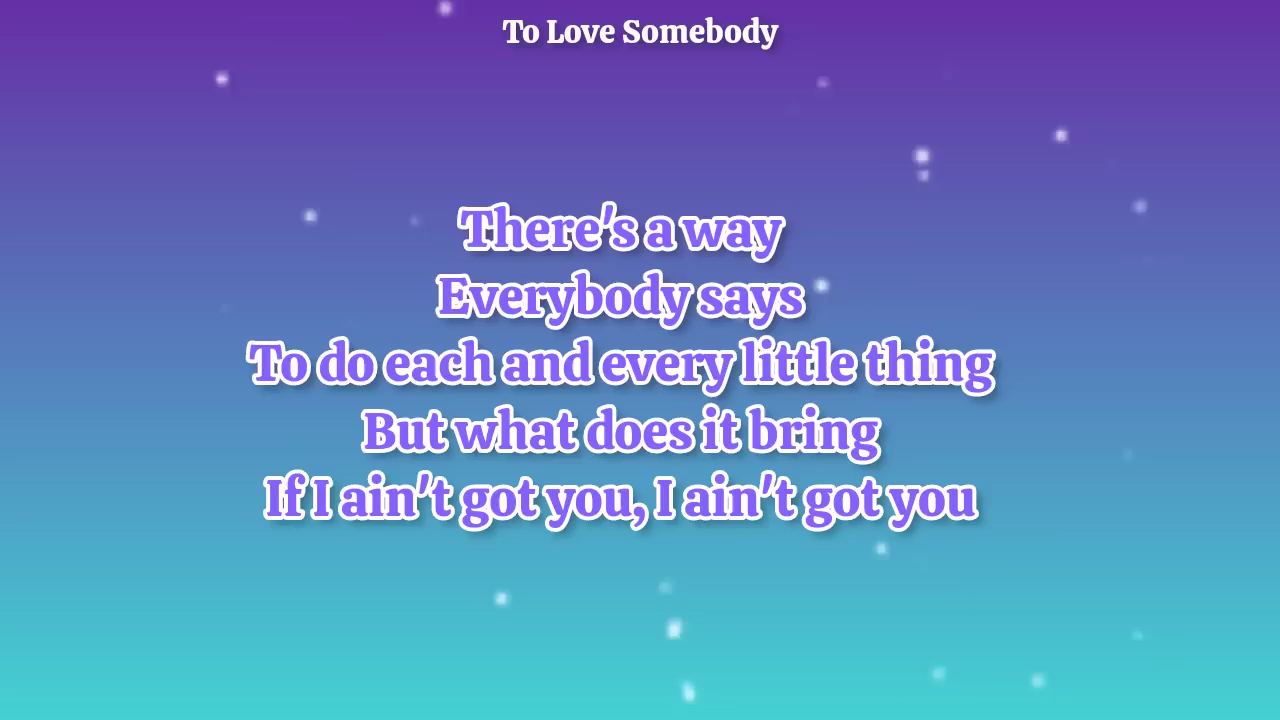 To Love Somebody
There's a way
Everybody says
To do each and every little thing
But what does it bring
If I ain't got you, I ain't got you